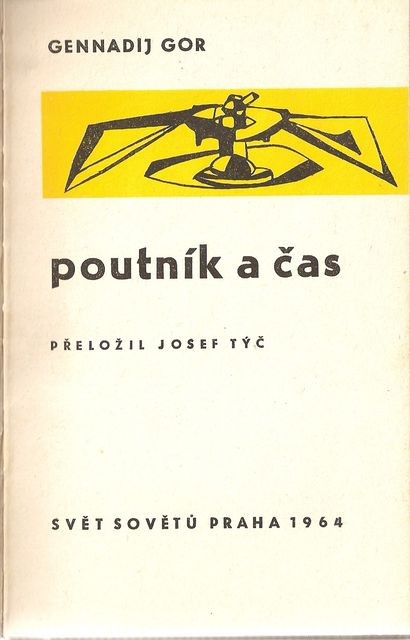 GENNADIJ GOR
poutník a čas
PŘELOŽIL JOSEF TÝČ
SVĚT SOVĚTŮ PRAHA 1964